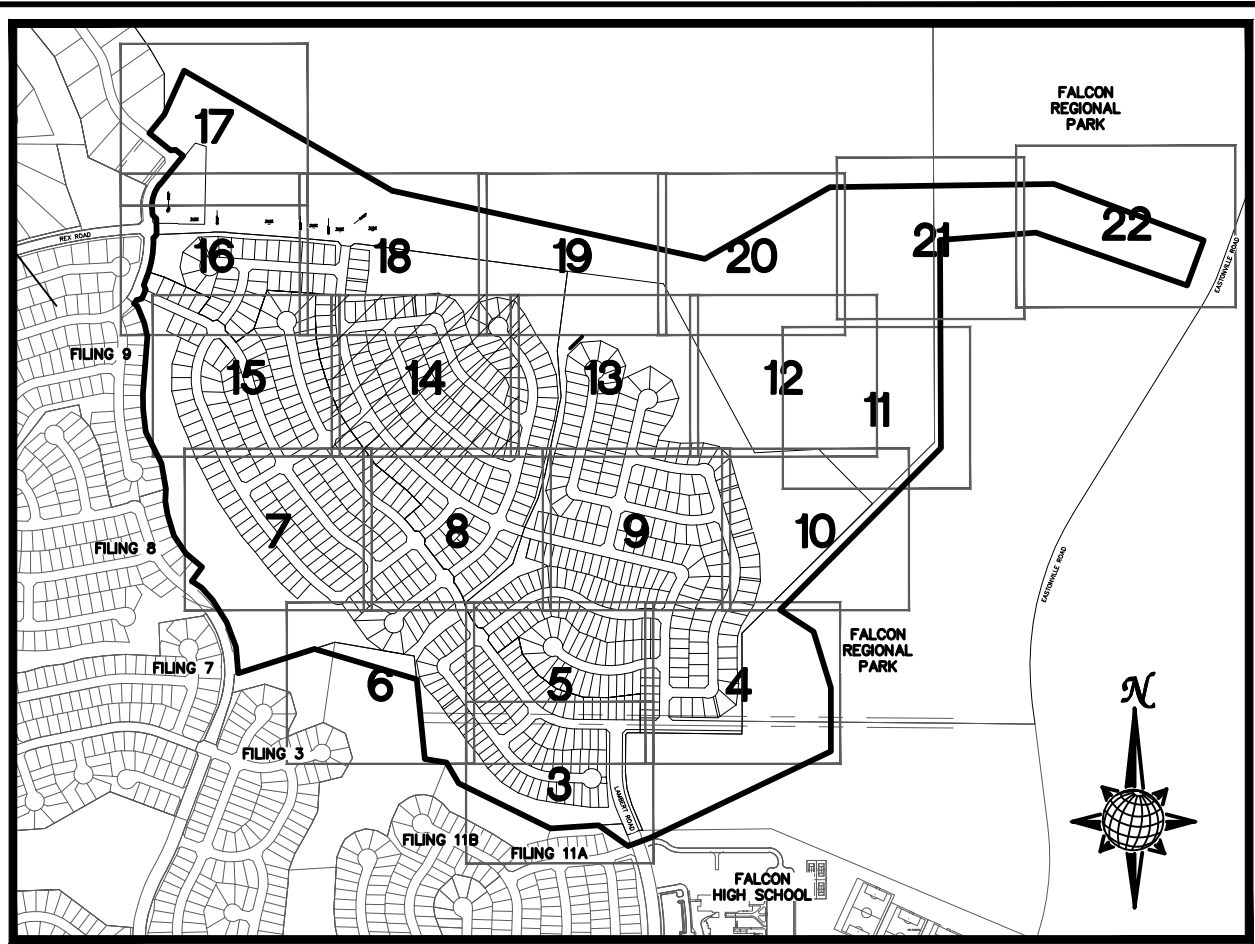 FALCON
REGIONAL
PARK
17
REX ROAD
16
18
19
20
21
22
EASTONVILLE ROAD
FILING 9
15
14
13
12
11
FILING 8
7
8
9
10
EASTONVILLE ROAD
FALCON
REGIONAL
PARK
FILING 7
6
5
4
N
FILING 3
3
LAMBERT ROAD
FILING 11B
FILING 11A
FALCON
HIGH SCHOOL